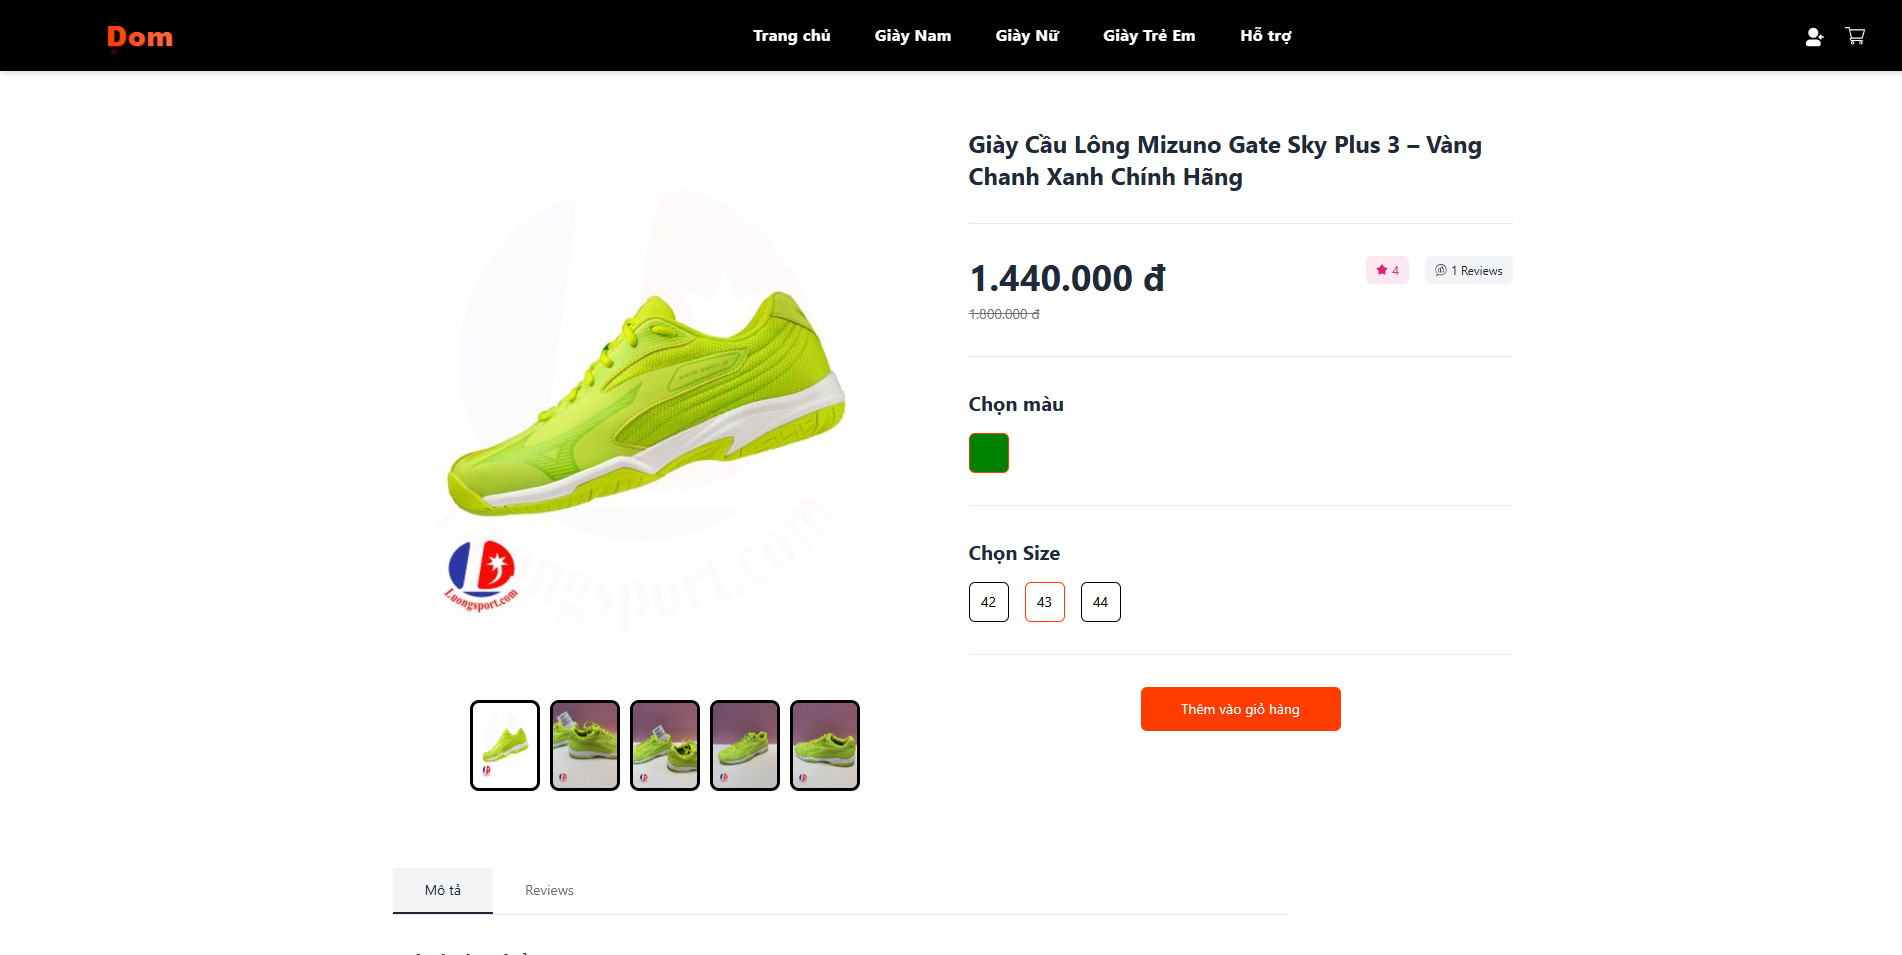 Dom
Trang chủ
Giày Nam
Giày Nữ
Giày Trẻ Em
Hỗ trợ
Giày Cầu Lông Mizuno Gate Sky Plus 3 – Vàng
Chanh Xanh Chính Hãng
1.440.000 đ
4
1 Reviews
1.800.000 đ
Chọn màu
Chọn Size
42
43
44
Thêm vào giỏ hàng
Luongsport.com
Mô tả
Reviews